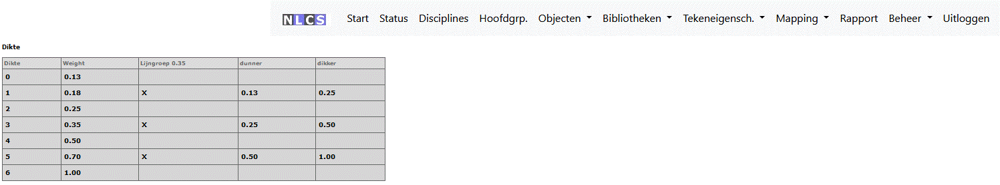 NLCS Start Status Disciplines Hoofdgrp. Objecten Bibliotheken Tekeneigensch. Mapping Rapport Beheer Uitloggen
Dikte
Dikte Weight Lijngroep 0.35 dunner dikker
0 0.13
1 0.18 X 0.13 0.25
2 0.25
3 0.35 X 0.25 0.50
4 0.50
5 0.70 X 0.50 1.00
6 1.00